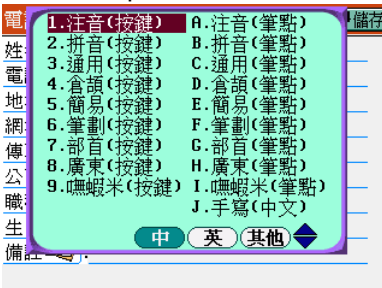 電
儲存
1.注音(按鍵) A.注音(筆點)
2.拼音(按鍵) B.拼音(筆點)
3.通用(按鍵) C.通用(筆點)
4.倉頡(按鍵) D.倉頡(筆點)
5.簡易(按鍵) E.簡易(筆點)
6.筆劃(按鍵) F.筆劃(筆點)
7.部首(按鍵) G.部首(筆點)
8.廣東(按鍵) H.廣東(筆點)
9.嘸蝦米(按鍵) I.嘸蝦米(筆點)
J.手寫(中文)
中 英 其他
姓
電
地
網
傳
公
職
生
備註